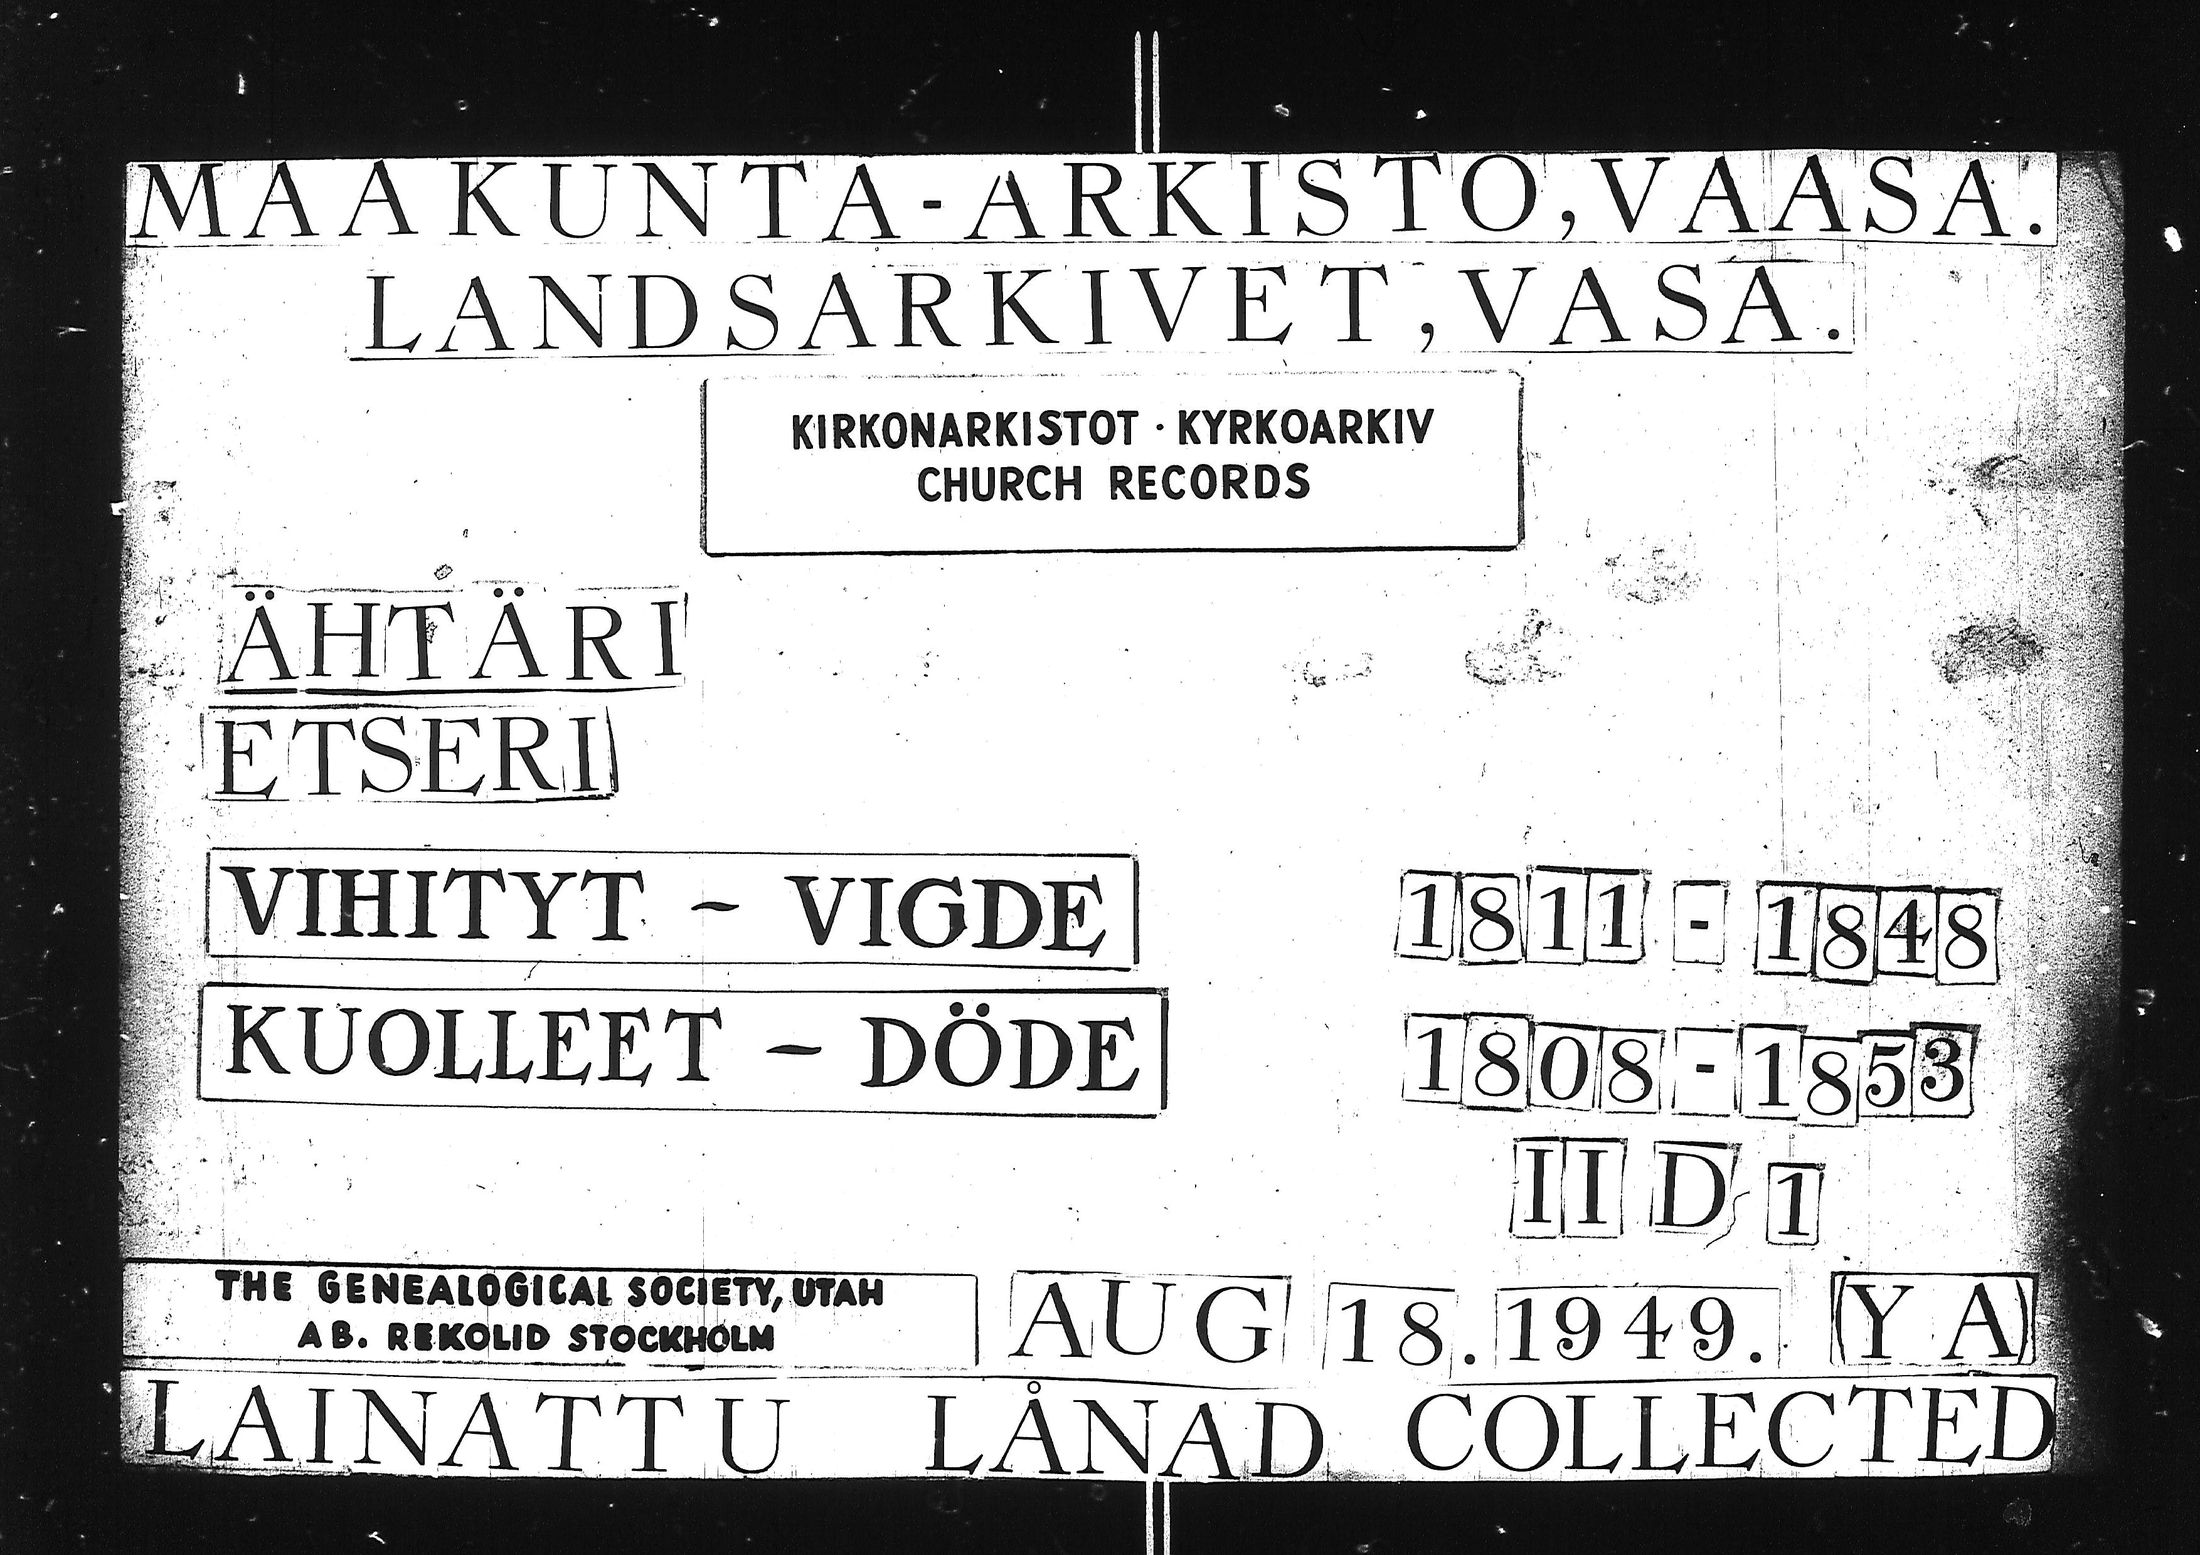 MAAKUNTA-ARKISTO, VAASA.
LANDSARKIVET, VASA.
KIRKONARKISTOT · KYRKOARKIV
CHURCH RECORDS
ÄHTÄRI
ETSERI
VIHITYT - VIGDE 1811 - 1848
KUOLLEET - DÖDE 1808 - 1853
II D 1
THE GENEALOGICAL SOCIETY, UTAH
AB. REKOLID STOCKHOLM
AUG 18. 1949. (YA)
LAINATTU LÅNAD COLLECTED